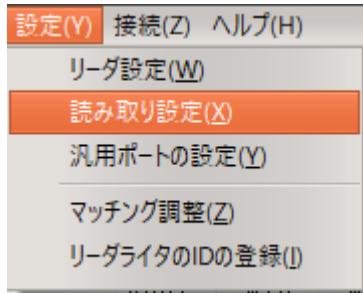 設定(Y) 接続(Z) ヘルプ(H)
リーダ設定(W)
読み取り設定(X)
汎用ポートの設定(Y)
マッチング調整(Z)
リーダライタのIDの登録(I)